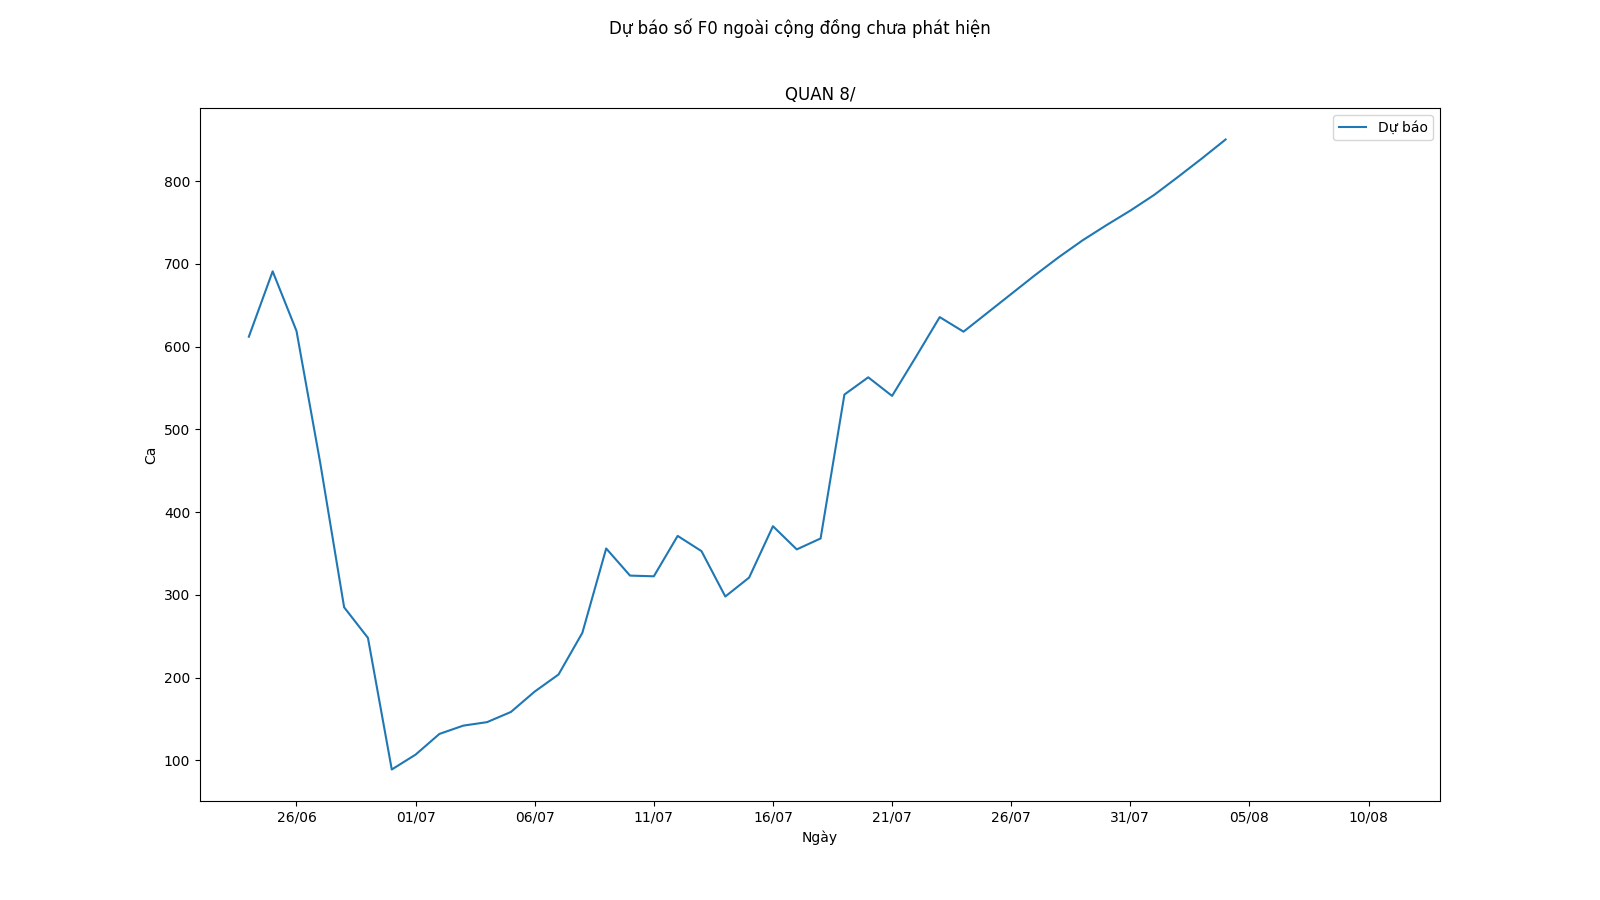 Dự báo số F0 ngoài cộng đồng chưa phát hiện
QUAN 8/
Dự báo
800
700
600
500
400
300
200
100
Ca
26/06 01/07 06/07 11/07 16/07 21/07 26/07 31/07 05/08 10/08
Ngày